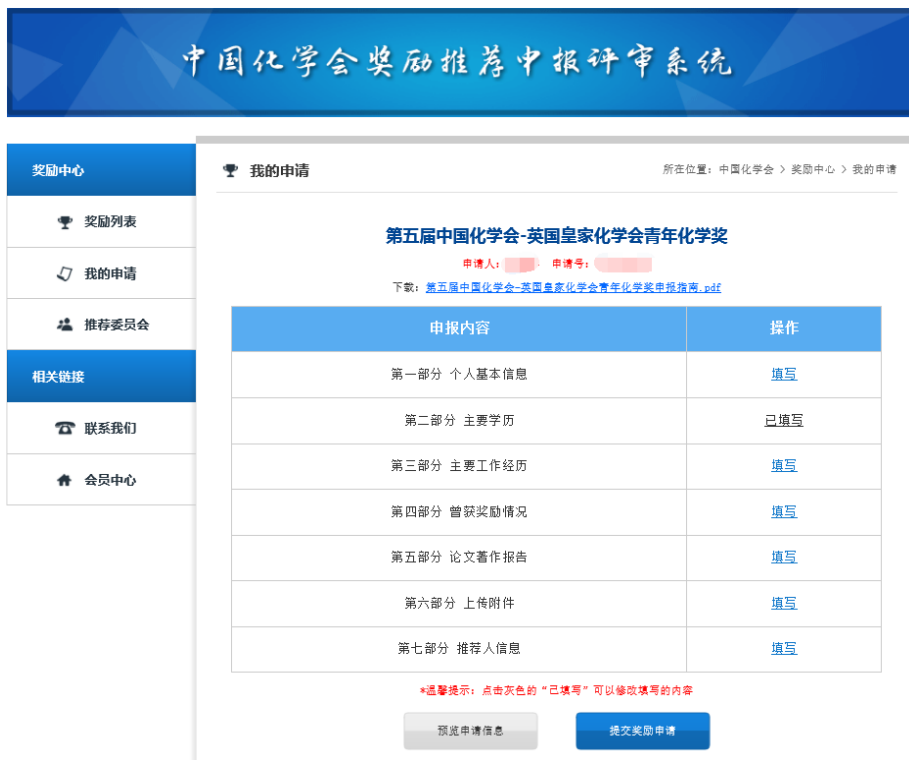 中国化学会奖励推荐申报评审系统
奖励中心
奖励列表
我的申请
推荐委员会
相关链接
联系我们
会员中心
我的申请
所在位置: 中国化学会 > 奖励中心 > 我的申请
第五届中国化学会-英国皇家化学会青年化学奖
申请人: 申请号:
下载: 第五届中国化学会-英国皇家化学会青年化学奖申报指南.pdf
申报内容 操作
第一部分 个人基本信息 填写
第二部分 主要学历 已填写
第三部分 主要工作经历 填写
第四部分 曾获奖励情况 填写
第五部分 论文著作报告 填写
第六部分 上传附件 填写
第七部分 推荐人信息 填写
*温馨提示: 点击灰色的“已填写”可以修改填写的内容
预览申请信息 提交奖励申请